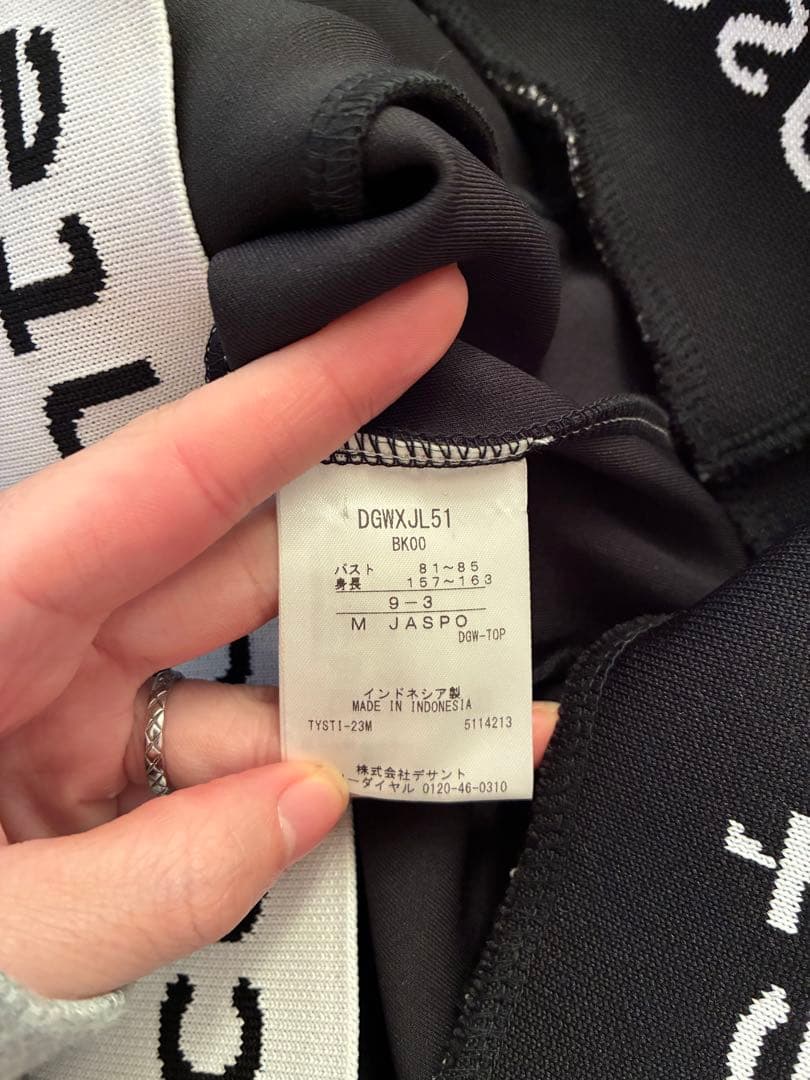 DGWXJL51
BK00
バスト 81~85
身長 157~163
9-3
M JASPO
DGW-TOP
インドネシア製
MADE IN INDONESIA
TYSTI-23M 5114213
株式会社デサント
ーダイヤル 0120-46-0310